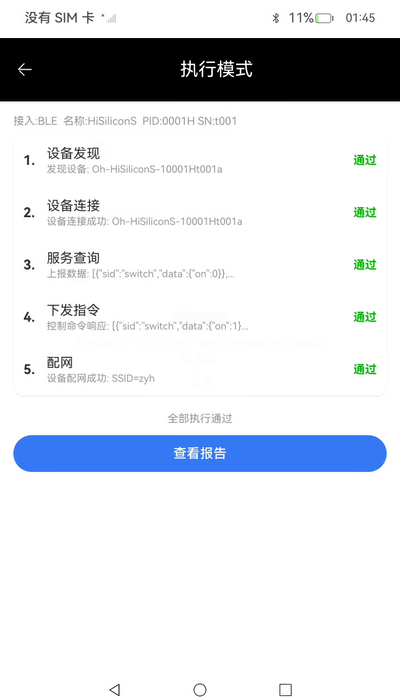 没有 SIM 卡 11% 01:45
执行模式
接入:BLE 名称:HiSiliconS PID:0001H SN:t001
1. 设备发现 通过
发现设备: Oh-HiSiliconS-10001Ht001a
2. 设备连接 通过
设备连接成功: Oh-HiSiliconS-10001Ht001a
3. 服务查询 通过
上报数据: [{"sid":"switch","data":{"on":0}},...
4. 下发指令 通过
控制命令响应: [{"sid":"switch","data":{"on":1}...
5. 配网 通过
设备配网成功: SSID=zyh
全部执行通过
查看报告